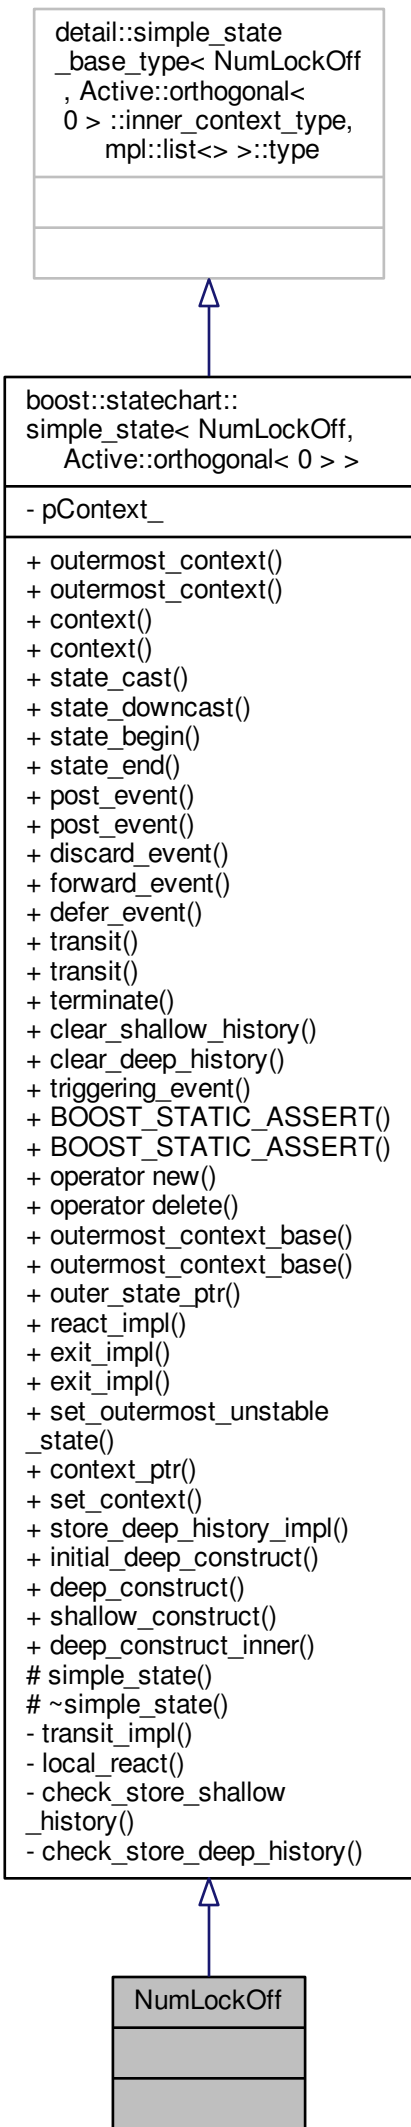 detail::simple_state
_base_type< NumLockOff
, Active::orthogonal<
0 > ::inner_context_type,
mpl::list<> >::type
boost::statechart::
simple_state< NumLockOff,
Active::orthogonal< 0 > >
- pContext_
+ outermost_context()
+ outermost_context()
+ context()
+ context()
+ state_cast()
+ state_downcast()
+ state_begin()
+ state_end()
+ post_event()
+ post_event()
+ discard_event()
+ forward_event()
+ defer_event()
+ transit()
+ transit()
+ terminate()
+ clear_shallow_history()
+ clear_deep_history()
+ triggering_event()
+ BOOST_STATIC_ASSERT()
+ BOOST_STATIC_ASSERT()
+ operator new()
+ operator delete()
+ outermost_context_base()
+ outermost_context_base()
+ outer_state_ptr()
+ react_impl()
+ exit_impl()
+ exit_impl()
+ set_outermost_unstable
_state()
+ context_ptr()
+ set_context()
+ store_deep_history_impl()
+ initial_deep_construct()
+ deep_construct()
+ shallow_construct()
+ deep_construct_inner()
# simple_state()
# ~simple_state()
- transit_impl()
- local_react()
- check_store_shallow
_history()
- check_store_deep_history()
NumLockOff